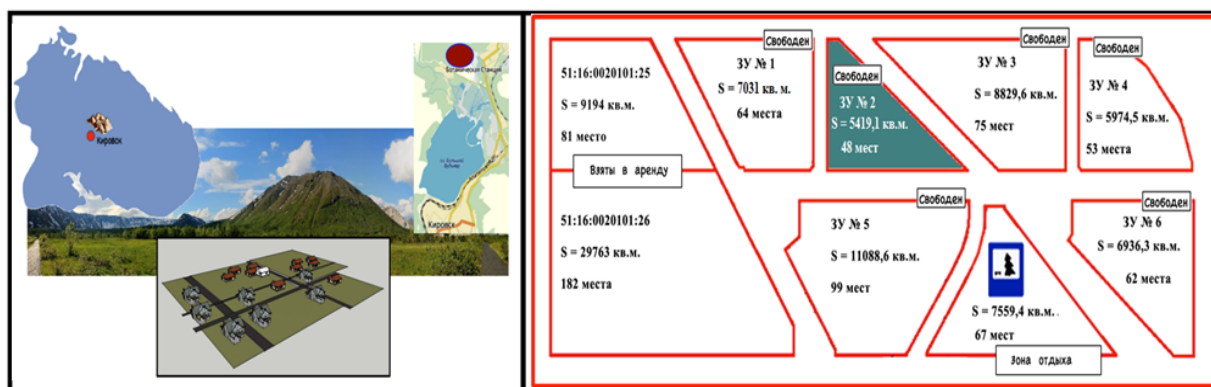 Кировск
Ботаническая Станция
оз. Большой Вудъявр
Кировск
51:16:0020101:25
S = 9194 кв.м.
81 место
Взяты в аренду
51:16:0020101:26
S = 29763 кв.м.
182 места
Свободен
ЗУ № 1
S = 7031 кв. м.
64 места
Свободен
ЗУ № 2
S = 5419,1 кв.м.
48 мест
Свободен
ЗУ № 3
S = 8829,6 кв.м.
75 мест
Свободен
ЗУ № 4
S = 5974,5 кв.м.
53 места
Свободен
ЗУ № 5
S = 11088,6 кв.м.
99 мест
S = 7559,4 кв.м.
67 мест
Зона отдыха
Свободен
ЗУ № 6
S = 6936,3 кв.м.
62 места